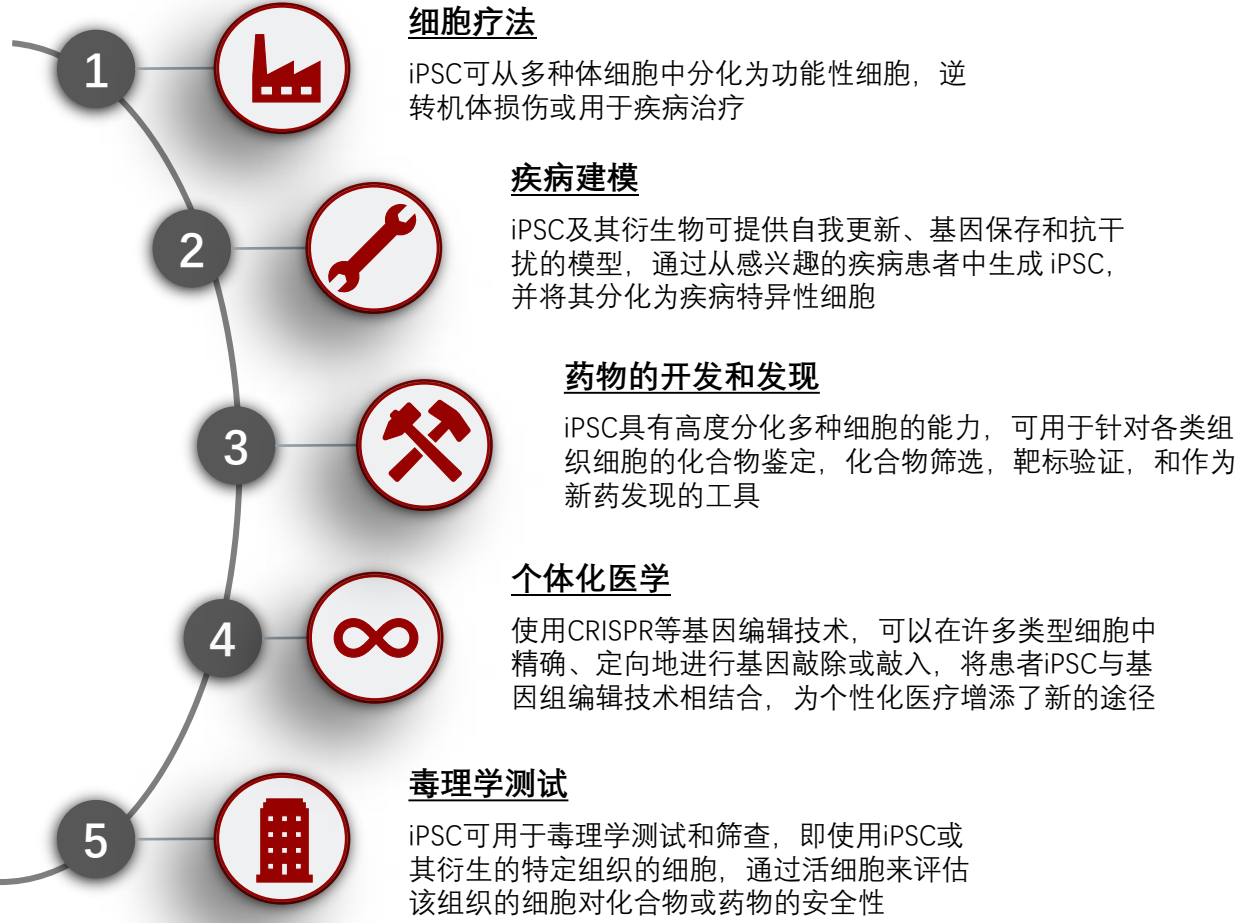 1
细胞疗法
iPSC可从多种体细胞中分化为功能性细胞，逆
转机体损伤或用于疾病治疗
2
疾病建模
iPSC及其衍生物可提供自我更新、基因保存和抗干
扰的模型，通过从感兴趣的疾病患者中生成 iPSC，
并将其分化为疾病特异性细胞
3
药物的开发和发现
iPSC具有高度分化多种细胞的能力，可用于针对各类组
织细胞的化合物鉴定，化合物筛选，靶标验证，和作为
新药发现的工具
4
个体化医学
使用CRISPR等基因编辑技术，可以在许多类型细胞中
精确、定向地进行基因敲除或敲入，将患者iPSC与基
因组编辑技术相结合，为个性化医疗增添了新的途径
5
毒理学测试
iPSC可用于毒理学测试和筛查，即使用iPSC或
其衍生的特定组织的细胞，通过活细胞来评估
该组织的细胞对化合物或药物的安全性